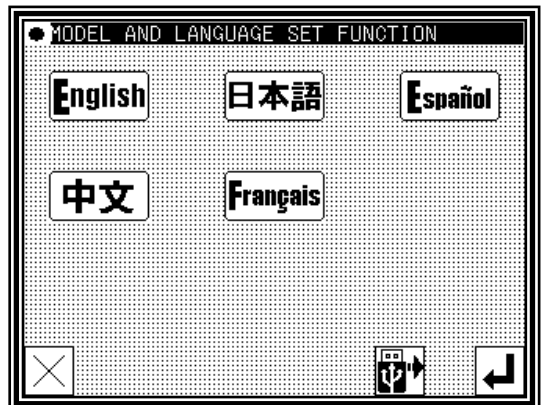 MODEL AND LANGUAGE SET FUNCTION
English 日本語 Español
中文 Français